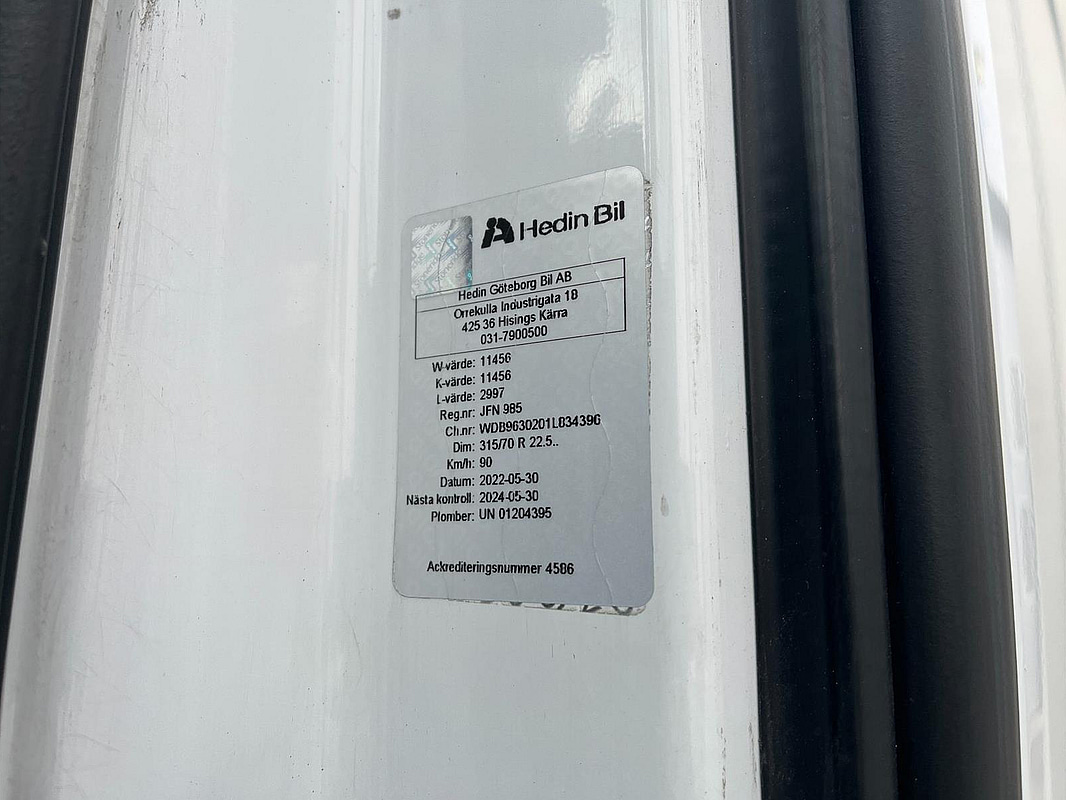 Hedin Bil
Hedin Göteborg Bil AB
Orrekulla Industrigata 18
425 36 Hisings Kärra
031-7900500
W-värde: 11456
K-värde: 11456
L-värde: 2997
Reg.nr: JFN 985
Ch.nr: WDB9630201L834396
Dim: 315/70 R 22.5..
Km/h: 90
Datum: 2022-05-30
Nästa kontroll: 2024-05-30
Plomber: UN 01204395
Ackrediteringsnummer 4586